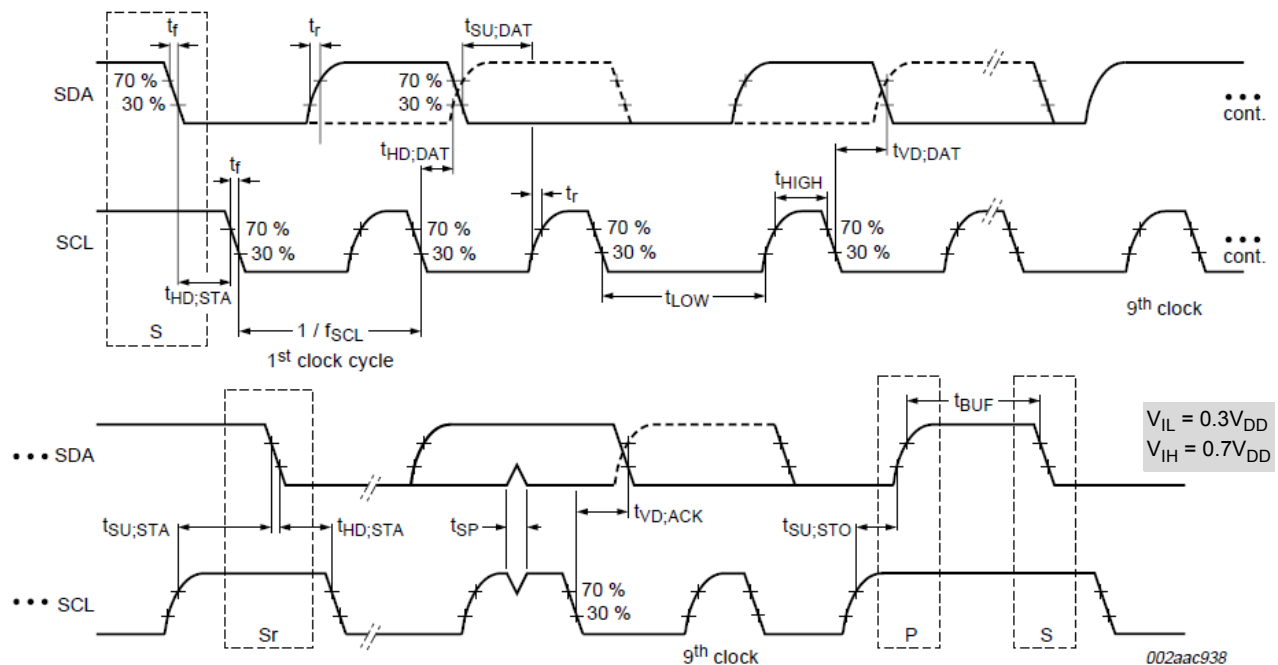 tf tr tSU;DAT
70 % 70 %
SDA
30 % 30 %
cont.
tHD;DAT tVD;DAT
tf tr tHIGH
70 % 70 % 70 % 70 %
SCL
30 % 30 % 30 % 30 %
cont.
tHD;STA tLOW
9th clock
S 1 / fSCL
1st clock cycle
tBUF
VIL = 0.3VDD
VIH = 0.7VDD
••• SDA
tSU;STA tHD;STA tSP tVD;ACK tSU;STO
70 %
••• SCL
30 %
Sr P S
9th clock
002aac938